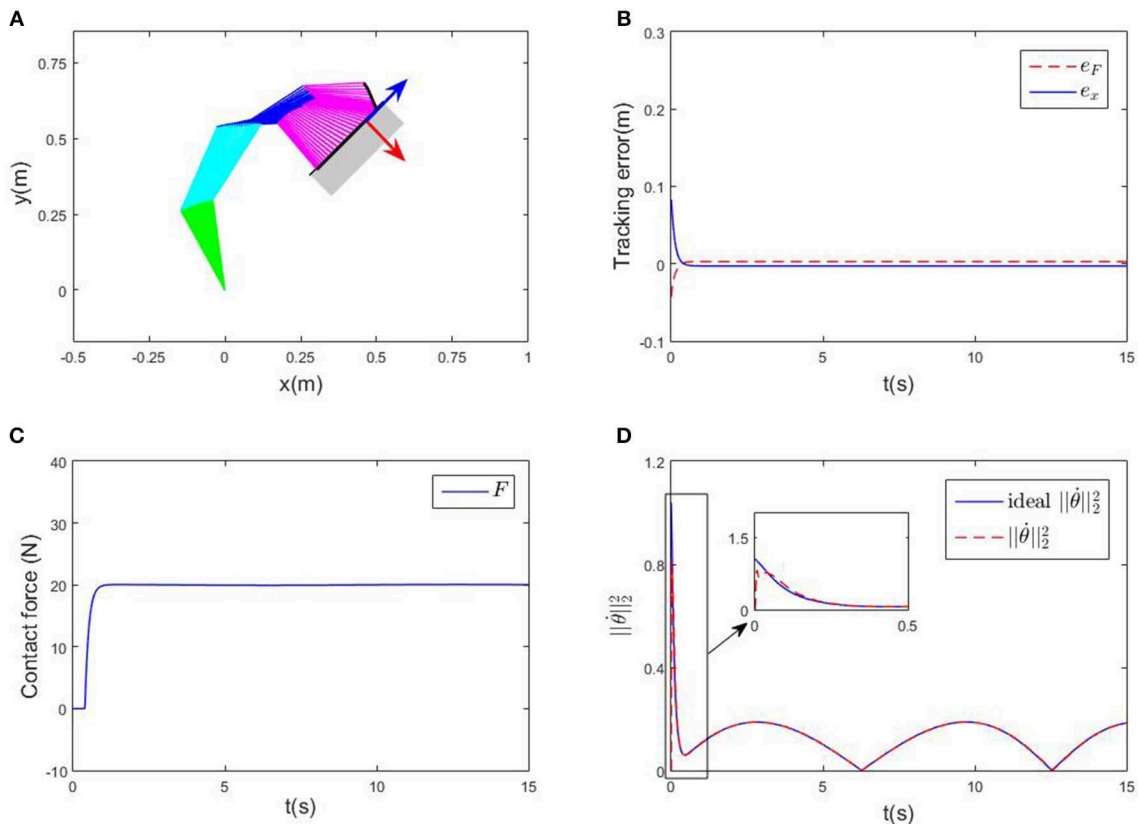 A
0.75
0.5
0.25
0
y(m)
-0.5 -0.25 0 0.25 0.5 0.75 1
x(m)
B
0.3
0.2
0.1
0
-0.1
Tracking error(m)
e_F
e_x
0 5 10 15
t(s)
C
40
30
20
10
0
-10
Contact force (N)
F
0 5 10 15
t(s)
D
1.2
0.8
0.4
0
||θ̇||₂²
ideal ||θ̇||₂²
||θ̇||₂²
1.5
0
0 0.5
0 5 10 15
t(s)